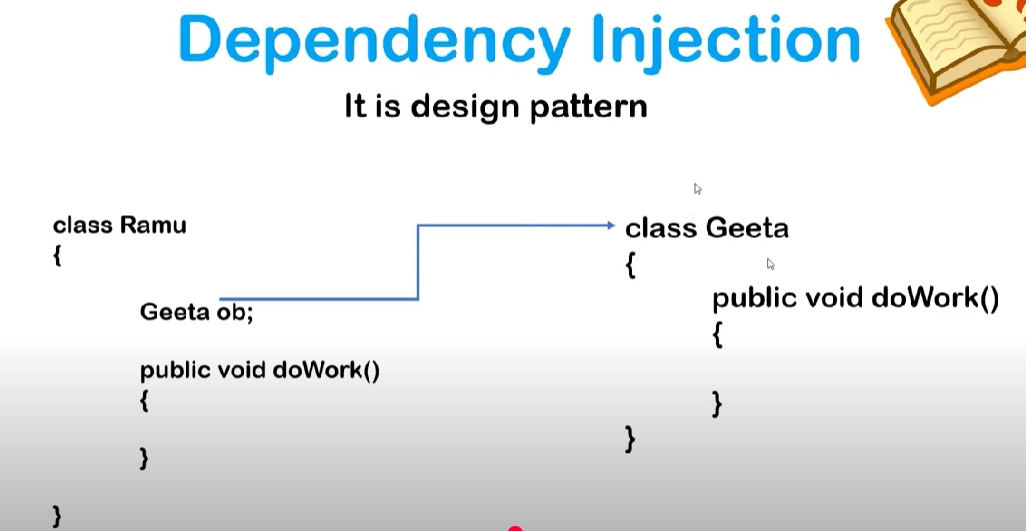 Dependency Injection
It is design pattern
class Ramu
{
Geeta ob;
public void doWork()
{
}
}
class Geeta
{
public void doWork()
{
}
}